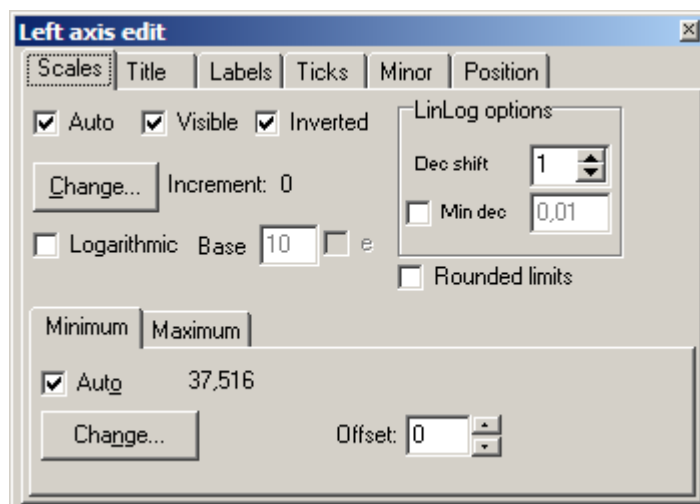 Left axis edit
Scales Title Labels Ticks Minor Position
Auto Visible Inverted
LinLog options
Dec shift 1
Change... Increment: 0
Min dec 0,01
Logarithmic Base 10 e
Rounded limits
Minimum Maximum
Auto 37,516
Change... Offset: 0